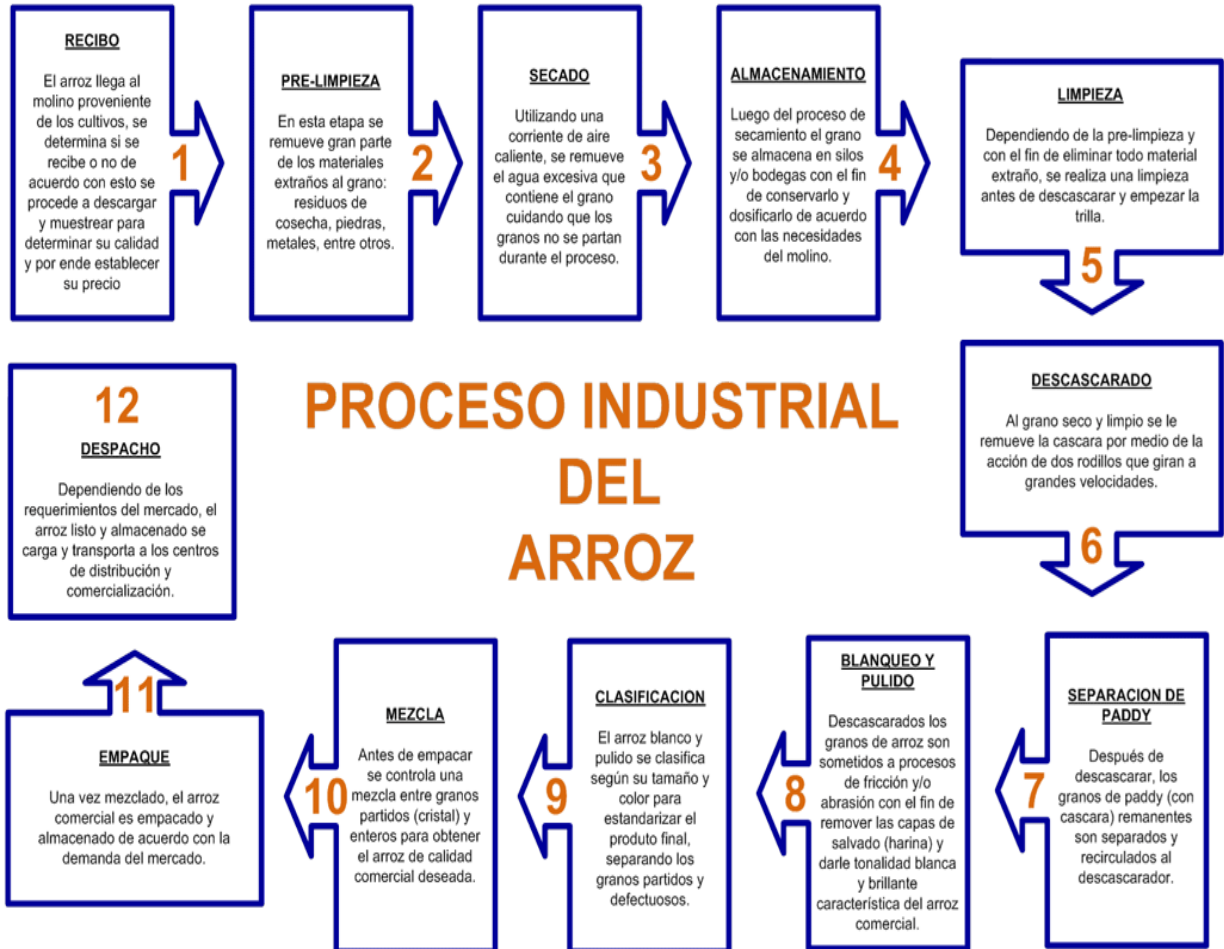 RECIBO
El arroz llega al
molino proveniente
de los cultivos, se
determina si se
recibe o no de
acuerdo con esto se
procede a descargar
y muestrear para
determinar su calidad
y por ende establecer
su precio
1
PRE-LIMPIEZA
En esta etapa se
remueve gran parte
de los materiales
extraños al grano:
residuos de
cosecha, piedras,
metales, entre otros.
2
SECADO
Utilizando una
corriente de aire
caliente, se remueve
el agua excesiva que
contiene el grano
cuidando que los
granos no se partan
durante el proceso.
3
ALMACENAMIENTO
Luego del proceso de
secamiento el grano
se almacena en silos
y/o bodegas con el fin
de conservarlo y
dosificarlo de acuerdo
con las necesidades
del molino.
4
LIMPIEZA
Dependiendo de la pre-limpieza y
con el fin de eliminar todo material
extraño, se realiza una limpieza
antes de descascarar y empezar la
trilla.
5
PROCESO INDUSTRIAL
DEL
ARROZ
DESCASCARADO
Al grano seco y limpio se le
remueve la cascara por medio de la
acción de dos rodillos que giran a
grandes velocidades.
6
SEPARACION DE
PADDY
Después de
descascarar, los
granos de paddy (con
cascara) remanentes
son separados y
recirculados al
descascarador.
7
BLANQUEO Y
PULIDO
Descascarados los
granos de arroz son
sometidos a procesos
de fricción y/o
abrasión con el fin de
remover las capas de
salvado (harina) y
darle tonalidad blanca
y brillante
característica del arroz
comercial.
8
CLASIFICACION
El arroz blanco y
pulido se clasifica
según su tamaño y
color para
estandarizar el
produto final,
separando los
granos partidos y
defectuosos.
9
MEZCLA
Antes de empacar
se controla una
mezcla entre granos
partidos (cristal) y
enteros para obtener
el arroz de calidad
comercial deseada.
10
EMPAQUE
Una vez mezclado, el arroz
comercial es empacado y
almacenado de acuerdo con la
demanda del mercado.
11
12
DESPACHO
Dependiendo de los
requerimientos del mercado, el
arroz listo y almacenado se
carga y transporta a los centros
de distribución y
comercialización.